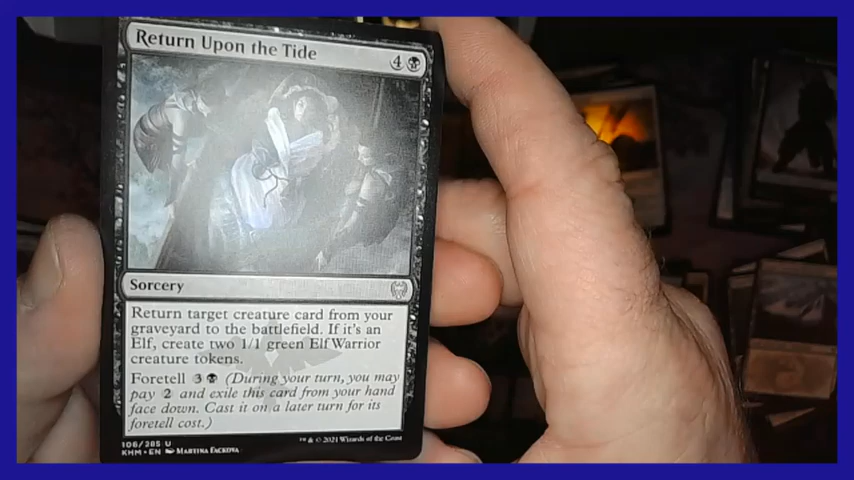 Return Upon the Tide
4
Sorcery
Return target creature card from your
graveyard to the battlefield. If it's an
Elf, create two 1/1 green Elf Warrior
creature tokens.
Foretell 3 (During your turn, you may
pay 2 and exile this card from your hand
face down. Cast it on a later turn for its
foretell cost.)
106/285 U
KHM • EN Martina Fačková
™ & © 2021 Wizards of the Coast